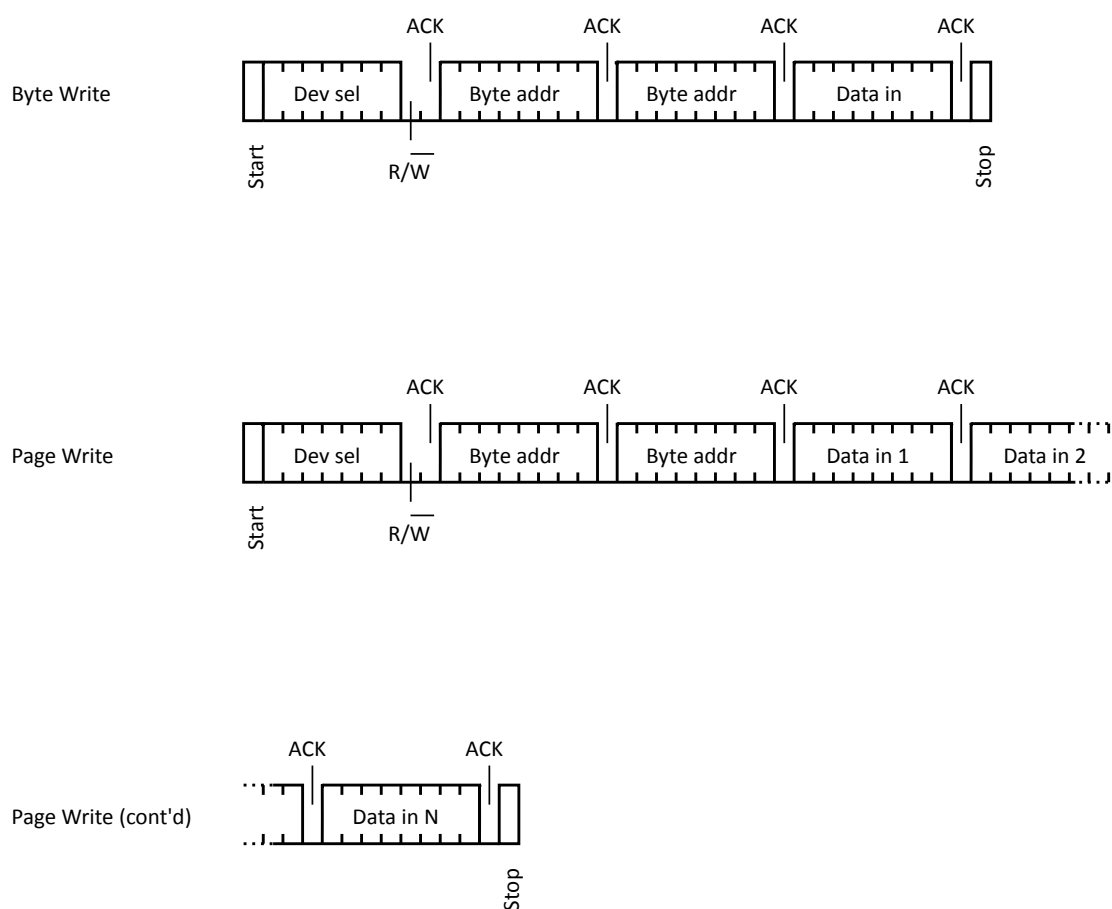 ACK ACK ACK ACK
Byte Write Dev sel Byte addr Byte addr Data in
Start R/W̅ Stop
ACK ACK ACK ACK
Page Write Dev sel Byte addr Byte addr Data in 1 Data in 2
Start R/W̅
ACK ACK
Page Write (cont'd) Data in N
Stop